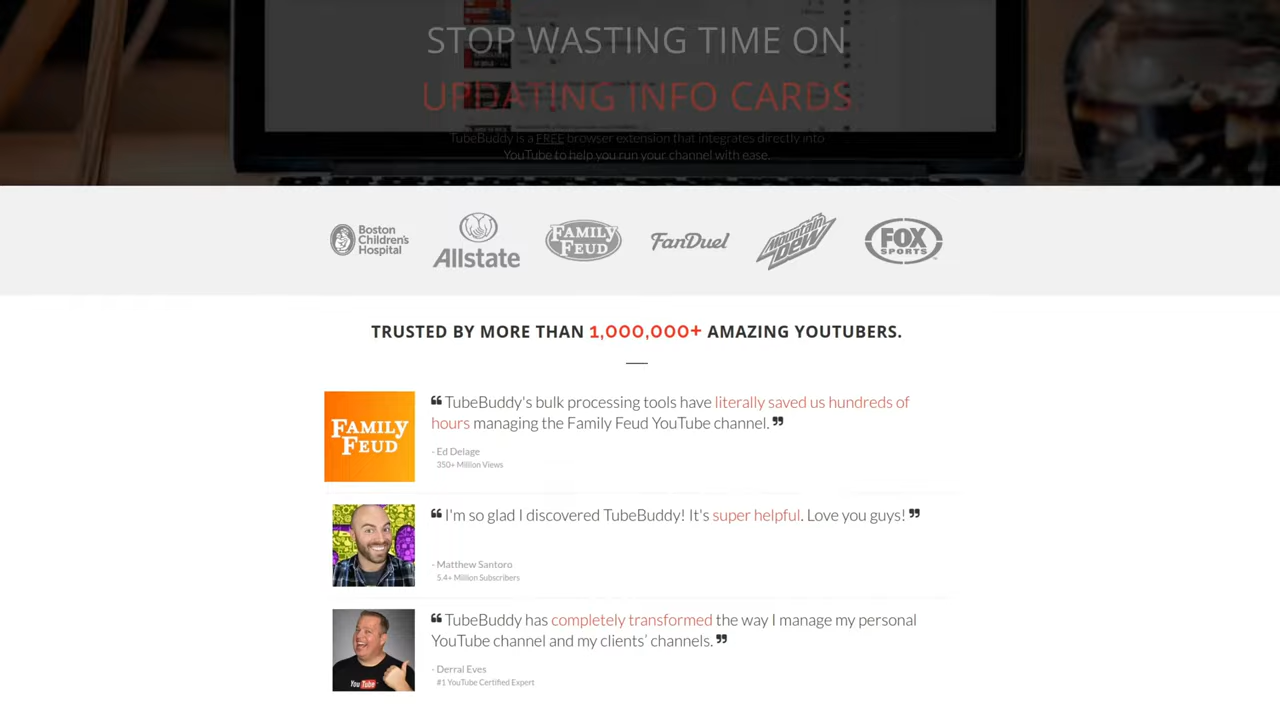 STOP WASTING TIME ON
UPDATING INFO CARDS
TubeBuddy is a FREE browser extension that integrates directly into
YouTube to help you run your channel with ease.
Boston
Children's
Hospital
Allstate
FAMILY
FEUD
FanDuel
Mountain
Dew
FOX
SPORTS
TRUSTED BY MORE THAN 1,000,000+ AMAZING YOUTUBERS.
FAMILY
FEUD
❝ TubeBuddy's bulk processing tools have literally saved us hundreds of
hours managing the Family Feud YouTube channel. ❞
- Ed Delage
350+ Million Views
❝ I'm so glad I discovered TubeBuddy! It's super helpful. Love you guys! ❞
- Matthew Santoro
5.4+ Million Subscribers
❝ TubeBuddy has completely transformed the way I manage my personal
YouTube channel and my clients' channels. ❞
- Derral Eves
#1 YouTube Certified Expert
You Tube